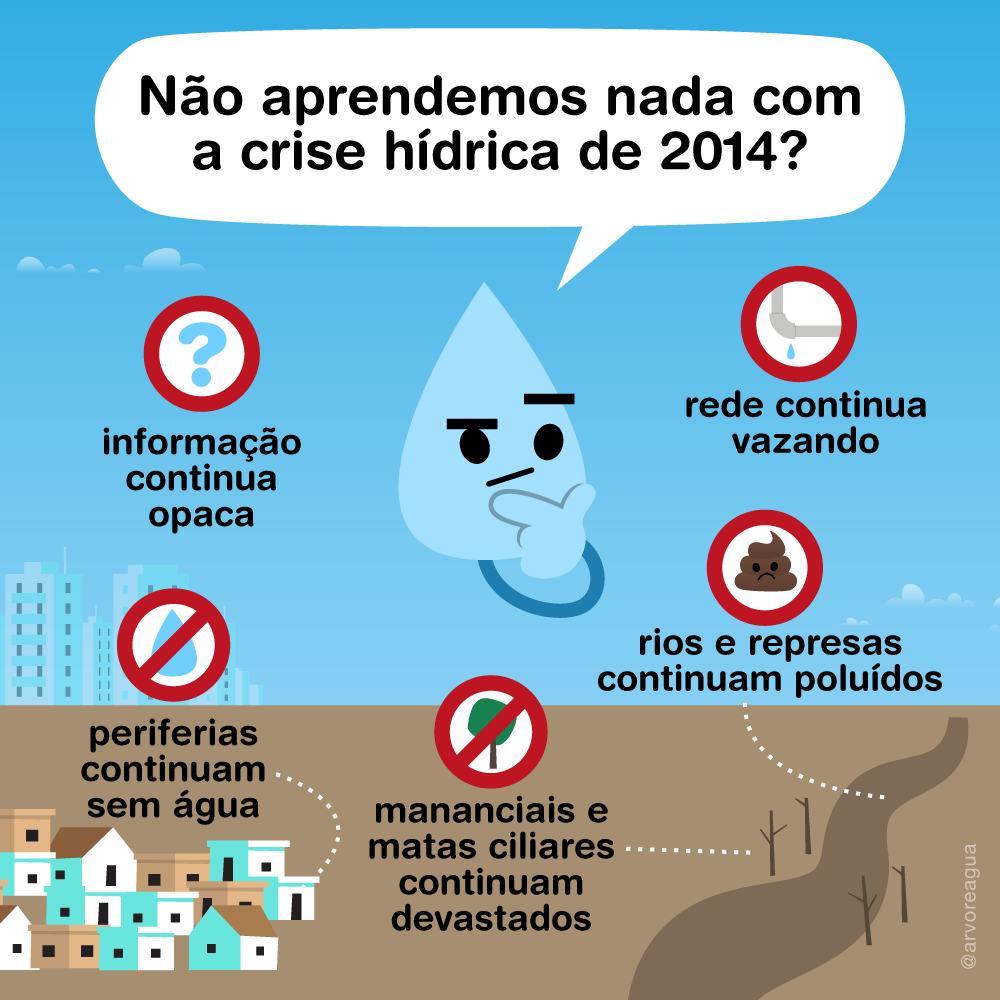 Não aprendemos nada com
a crise hídrica de 2014?
informação
continua
opaca
rede continua
vazando
rios e represas
continuam poluídos
periferias
continuam
sem água
mananciais e
matas ciliares
continuam
devastados
@arvoreagua